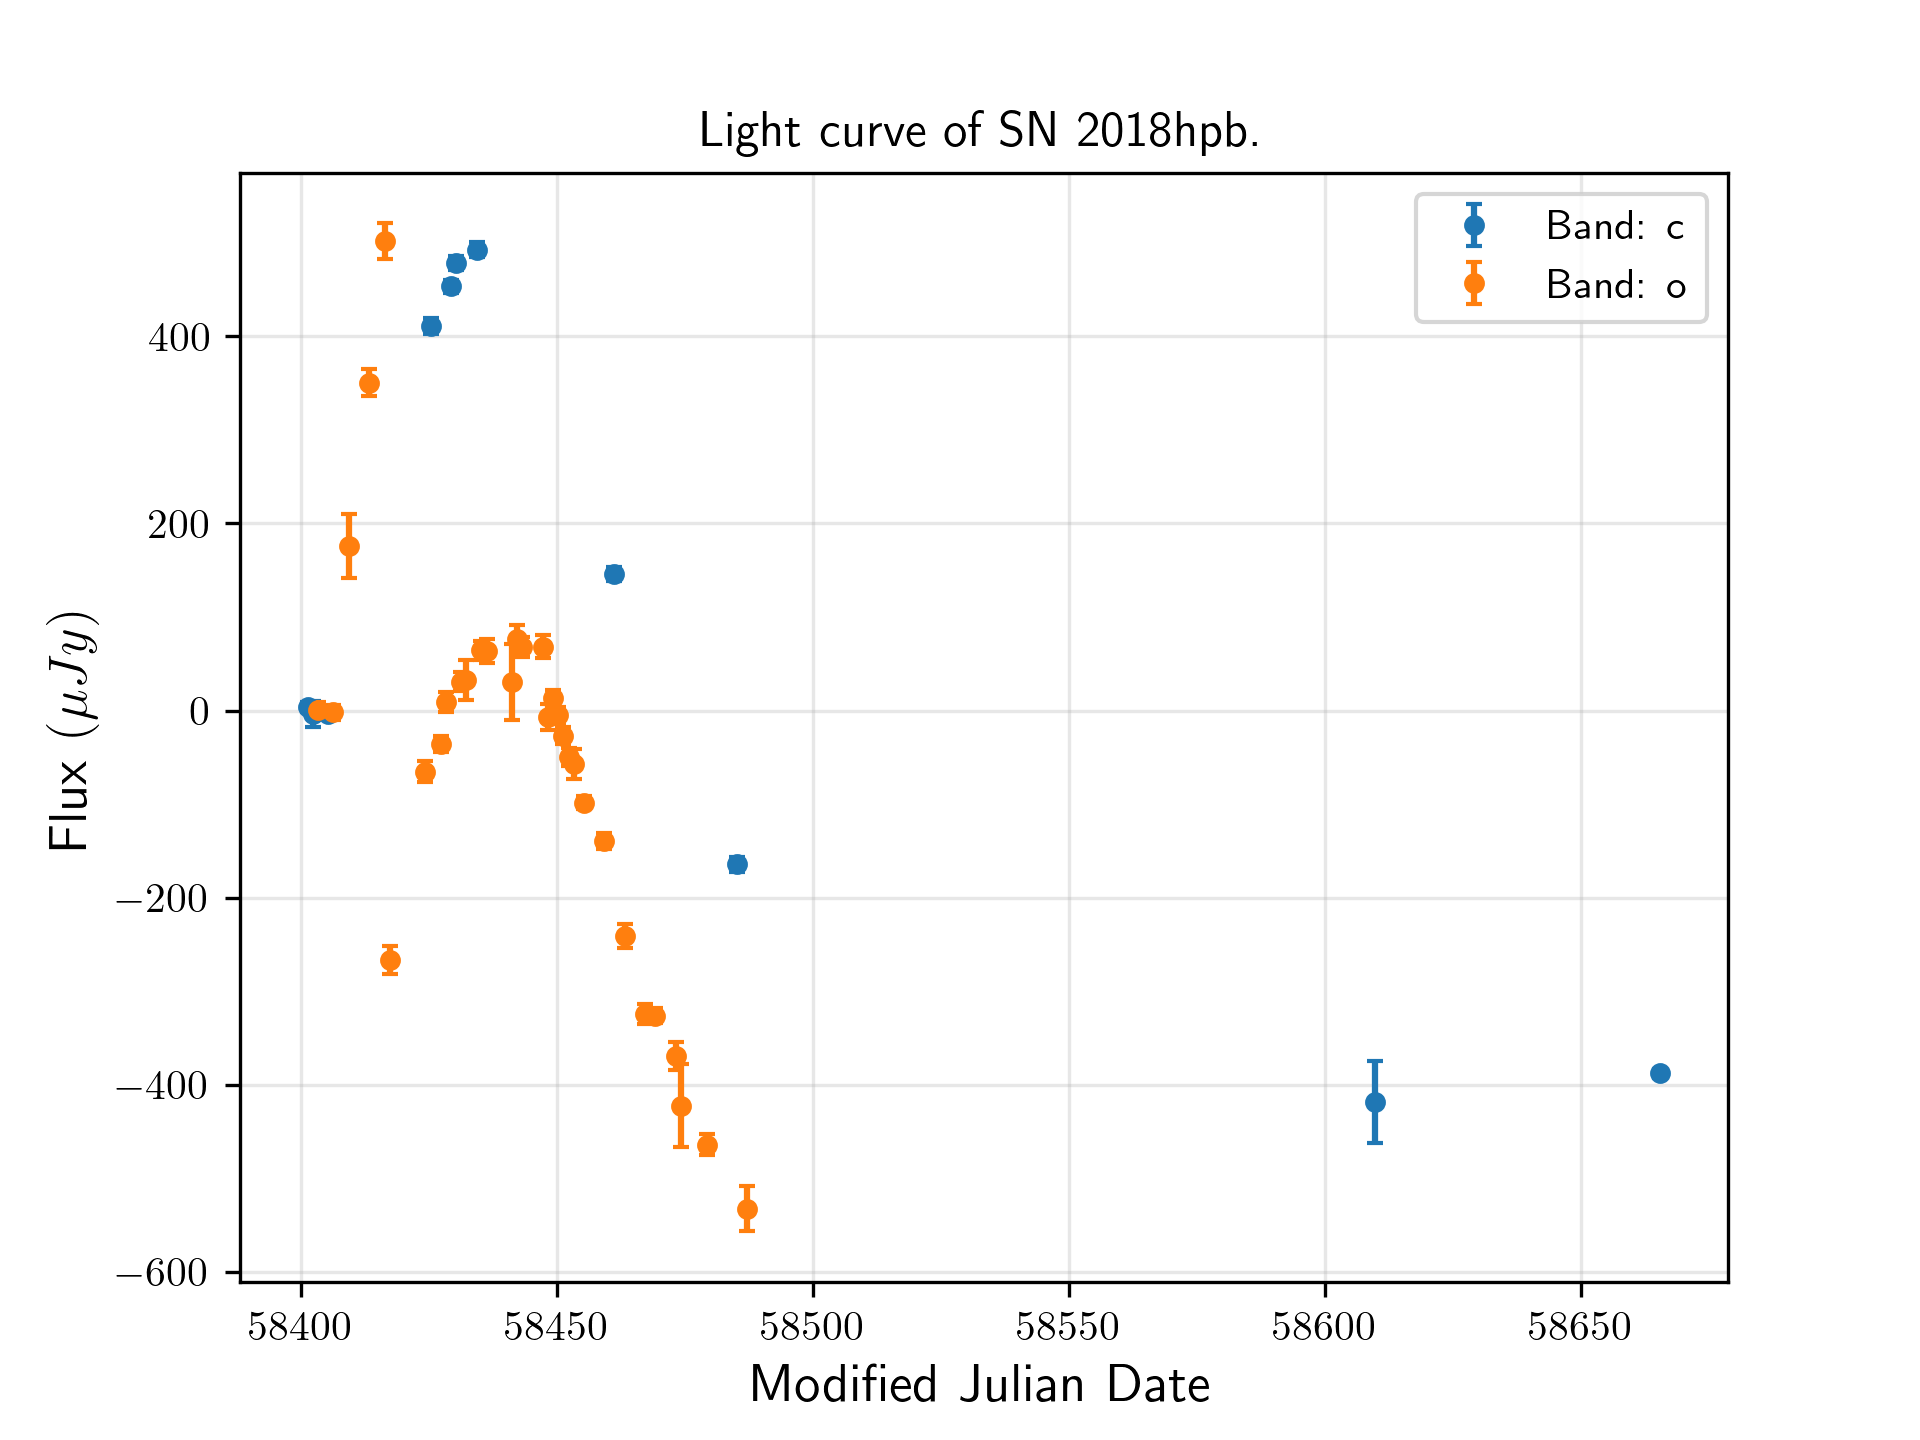 Light curve of SN 2018hpb.
Band: c
Band: o
Flux (μJy)
400
200
0
−200
−400
−600
58400 58450 58500 58550 58600 58650
Modified Julian Date